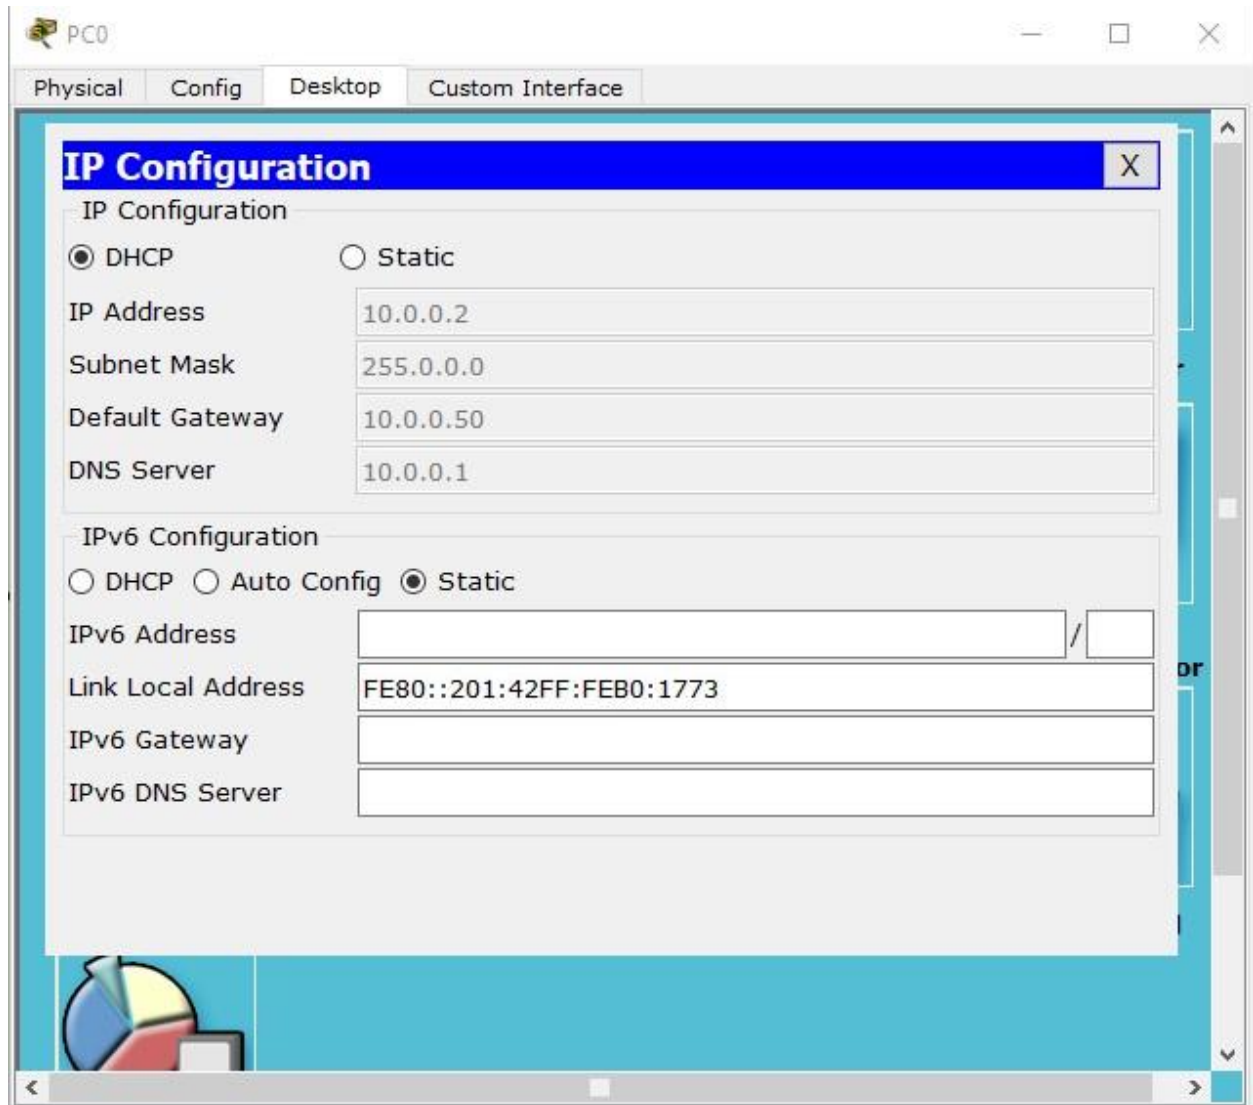 PC0
Physical Config Desktop Custom Interface
IP Configuration X
IP Configuration
DHCP Static
IP Address 10.0.0.2
Subnet Mask 255.0.0.0
Default Gateway 10.0.0.50
DNS Server 10.0.0.1
IPv6 Configuration
DHCP Auto Config Static
IPv6 Address /
Link Local Address FE80::201:42FF:FEB0:1773
IPv6 Gateway
IPv6 DNS Server